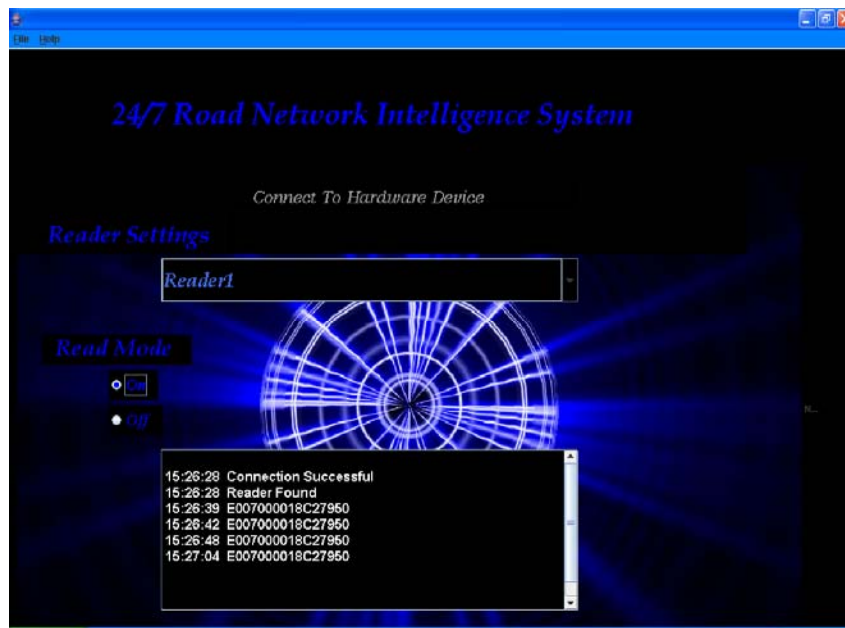 File Help
24/7 Road Network Intelligence System
Connect To Hardware Device
Reader Settings
Reader1
Read Mode
On
Off
N...
15:26:28 Connection Successful
15:26:28 Reader Found
15:26:39 E007000018C27950
15:26:42 E007000018C27950
15:26:48 E007000018C27950
15:27:04 E007000018C27950